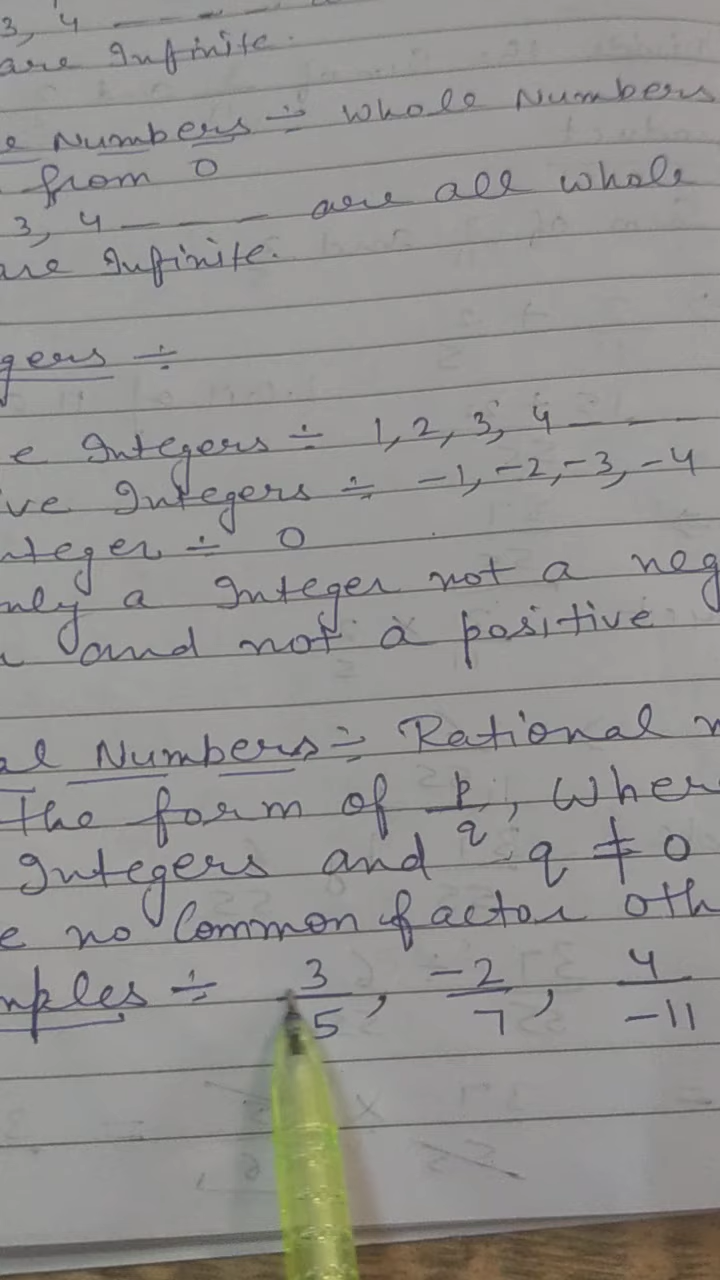 3, 4 - - - -
are Infinite.
Numbers ÷ Whole Numbers
from 0
3, 4 - - - - are all whole
are Infinite.
gers ÷
e Integers ÷ 1, 2, 3, 4 - - -
ve Integers ÷ -1, -2, -3, -4
nteger ÷ 0
nly a Integer not a neg
and not a positive
al Numbers ÷ Rational n
The form of p/q, Wher
Integers and q ≠ 0
e no Common factor oth
mples ÷ 3/5, -2/7, 4/-11